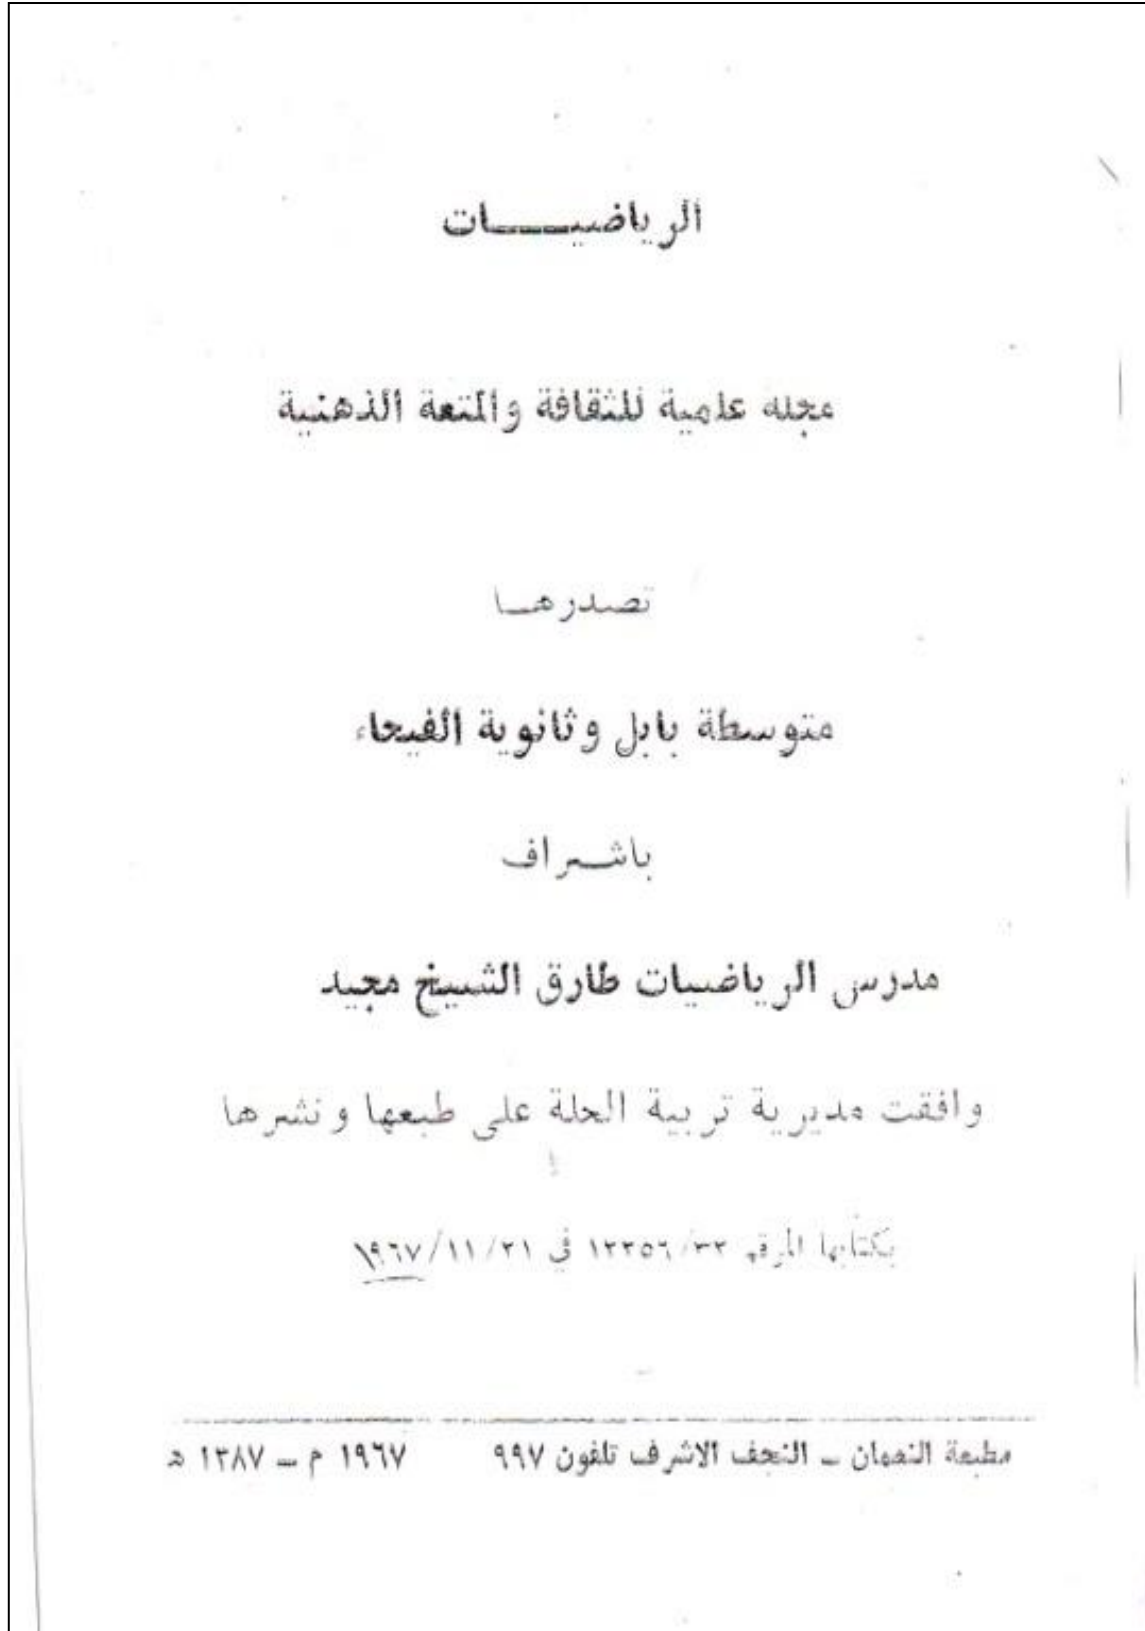 الرياضيـــات
مجلة علمية للثقافة والمتعة الذهنية
تصدرهـا
متوسطة بابل وثانوية الفيحاء
باشـراف
مدرس الرياضيات طارق الشيخ مجيد
وافقت مديرية تربية الحلة على طبعها ونشرها
بكتابها المرقم ١٢٢٥٦/٣٢ في ٢١/١١/١٩٦٧
مطبعة النعمان ـ النجف الاشرف تلفون ٩٩٧ ١٩٦٧ م ـ ١٣٨٧ هـ